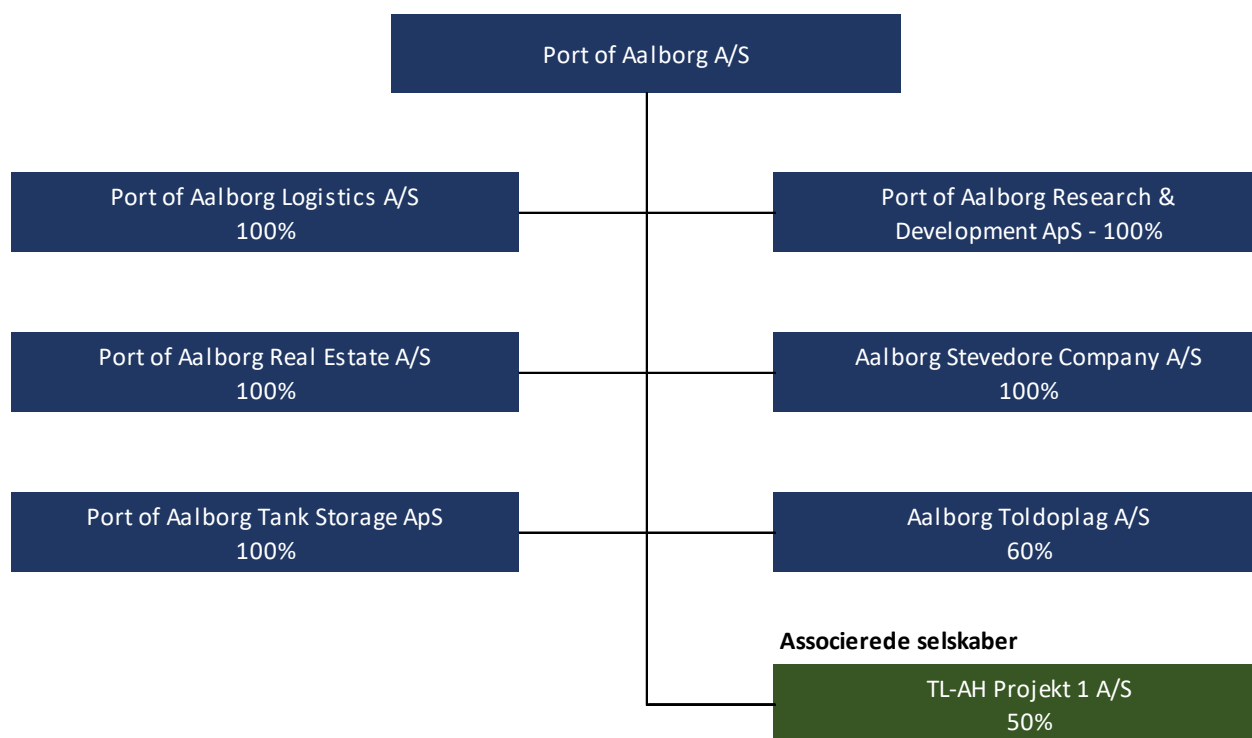 Port of Aalborg A/S
Port of Aalborg Logistics A/S
100%
Port of Aalborg Research &
Development ApS - 100%
Port of Aalborg Real Estate A/S
100%
Aalborg Stevedore Company A/S
100%
Port of Aalborg Tank Storage ApS
100%
Aalborg Toldoplag A/S
60%
Associerede selskaber
TL-AH Projekt 1 A/S
50%